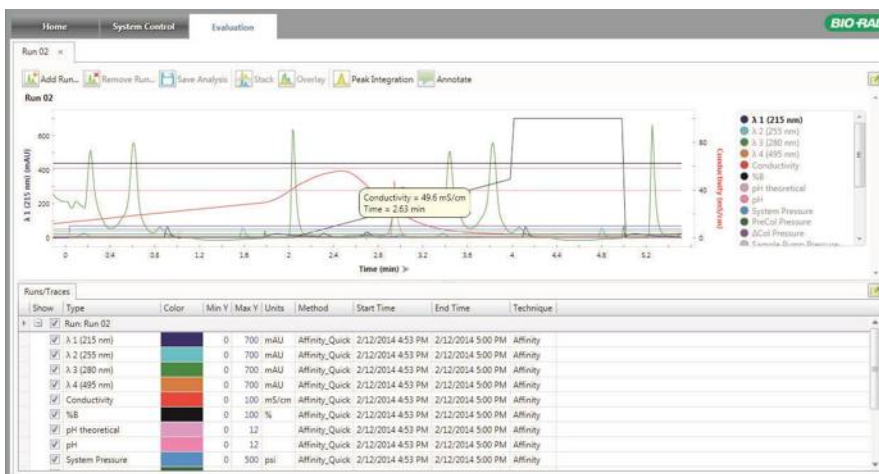 Home System Control Evaluation BIO-RAD
Run 02 ×
Add Run... Remove Run... Save Analysis Stack Overlay Peak Integration Annotate
Run 02
λ 1 (215 nm) (mAU)
600
400
200
0
Conductivity = 49.6 mS/cm
Time = 2.63 min
80
40
0
Conductivity (mS/cm)
0 0.4 0.8 1.2 1.6 2 2.4 2.8 3.2 3.6 4 4.4 4.8 5.2
Time (min) >
λ 1 (215 nm)
λ 2 (255 nm)
λ 3 (280 nm)
λ 4 (495 nm)
Conductivity
%B
pH theoretical
pH
System Pressure
PreCol Pressure
ΔCol Pressure
Sample Pump Pressure
Runs/Traces
Show Type Color Min Y Max Y Units Method Start Time End Time Technique
Run: Run 02
λ 1 (215 nm) 0 700 mAU Affinity_Quick 2/12/2014 4:53 PM 2/12/2014 5:00 PM Affinity
λ 2 (255 nm) 0 700 mAU Affinity_Quick 2/12/2014 4:53 PM 2/12/2014 5:00 PM Affinity
λ 3 (280 nm) 0 700 mAU Affinity_Quick 2/12/2014 4:53 PM 2/12/2014 5:00 PM Affinity
λ 4 (495 nm) 0 700 mAU Affinity_Quick 2/12/2014 4:53 PM 2/12/2014 5:00 PM Affinity
Conductivity 0 100 mS/cm Affinity_Quick 2/12/2014 4:53 PM 2/12/2014 5:00 PM Affinity
%B 0 100 % Affinity_Quick 2/12/2014 4:53 PM 2/12/2014 5:00 PM Affinity
pH theoretical 0 12 Affinity_Quick 2/12/2014 4:53 PM 2/12/2014 5:00 PM Affinity
pH 0 12 Affinity_Quick 2/12/2014 4:53 PM 2/12/2014 5:00 PM Affinity
System Pressure 0 500 psi Affinity_Quick 2/12/2014 4:53 PM 2/12/2014 5:00 PM Affinity